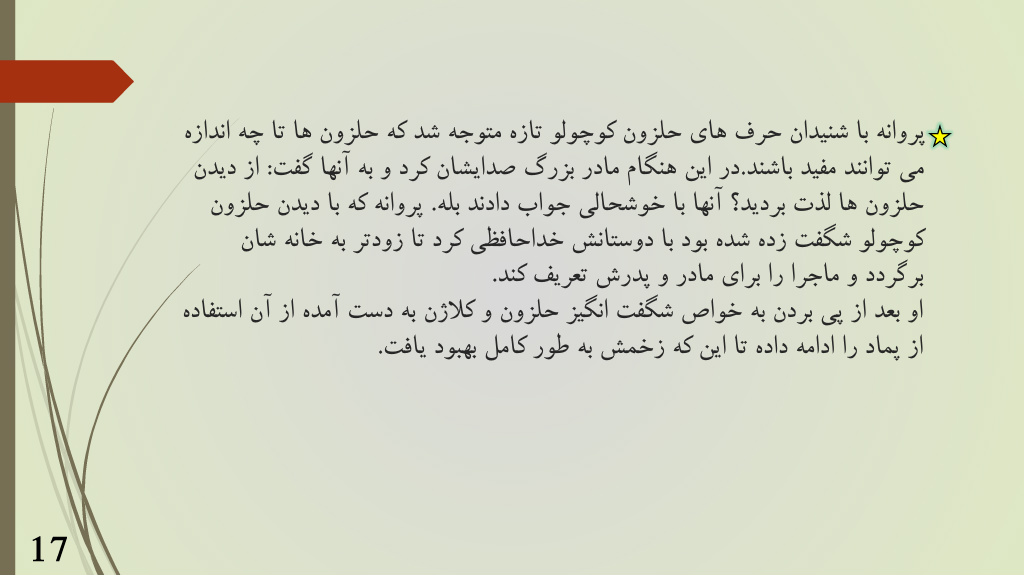 پروانه با شنیدان حرف های حلزون کوچولو تازه متوجه شد که حلزون ها تا چه اندازه
می توانند مفید باشند.در این هنگام مادر بزرگ صدایشان کرد و به آنها گفت: از دیدن
حلزون ها لذت بردید؟ آنها با خوشحالی جواب دادند بله. پروانه که با دیدن حلزون
کوچولو شگفت زده شده بود با دوستانش خداحافظی کرد تا زودتر به خانه شان
برگردد و ماجرا را برای مادر و پدرش تعریف کند.
او بعد از پی بردن به خواص شگفت انگیز حلزون و کلاژن به دست آمده از آن استفاده
از پماد را ادامه داده تا این که زخمش به طور کامل بهبود یافت.
17